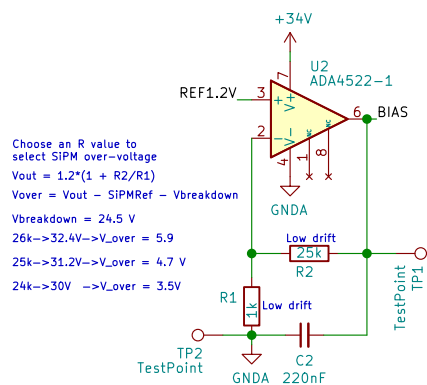 +34V
U2
ADA4522-1
REF1.2V
3
+
V+
7
6
BIAS
2
-
V-
4
NC
1
NC
8
GNDA
Choose an R value to
select SiPM over-voltage
Vout = 1.2*(1 + R2/R1)
Vover = Vout - SiPMRef - Vbreakdown
Vbreakdown = 24.5 V
26k->32.4V->V_over = 5.9
25k->31.2V->V_over = 4.7 V
24k->30V ->V_over = 3.5V
Low drift
25k
R2
TestPoint
TP1
R1
1k
Low drift
TP2
TestPoint
GNDA
C2
220nF